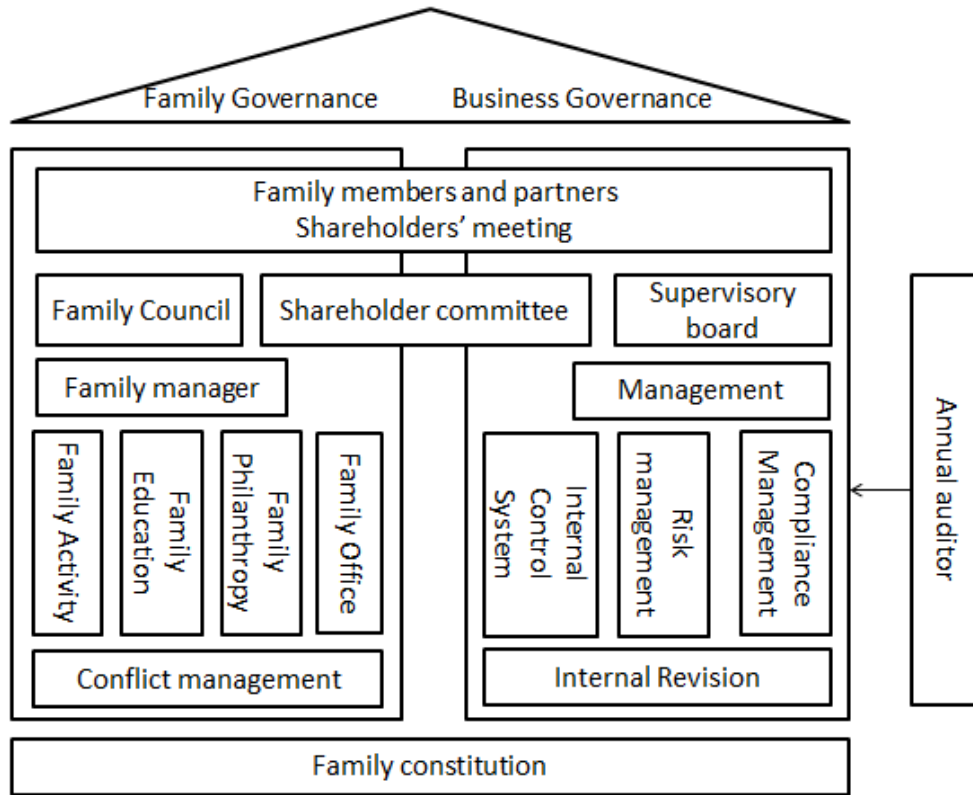 Family Governance
Business Governance
Family members and partners
Shareholders’ meeting
Family Council
Shareholder committee
Supervisory
board
Family manager
Management
Family Activity
Family
Education
Family
Philanthropy
Family Office
Internal
Control
System
Risk
management
Compliance
Management
Conflict management
Internal Revision
Annual auditor
Family constitution